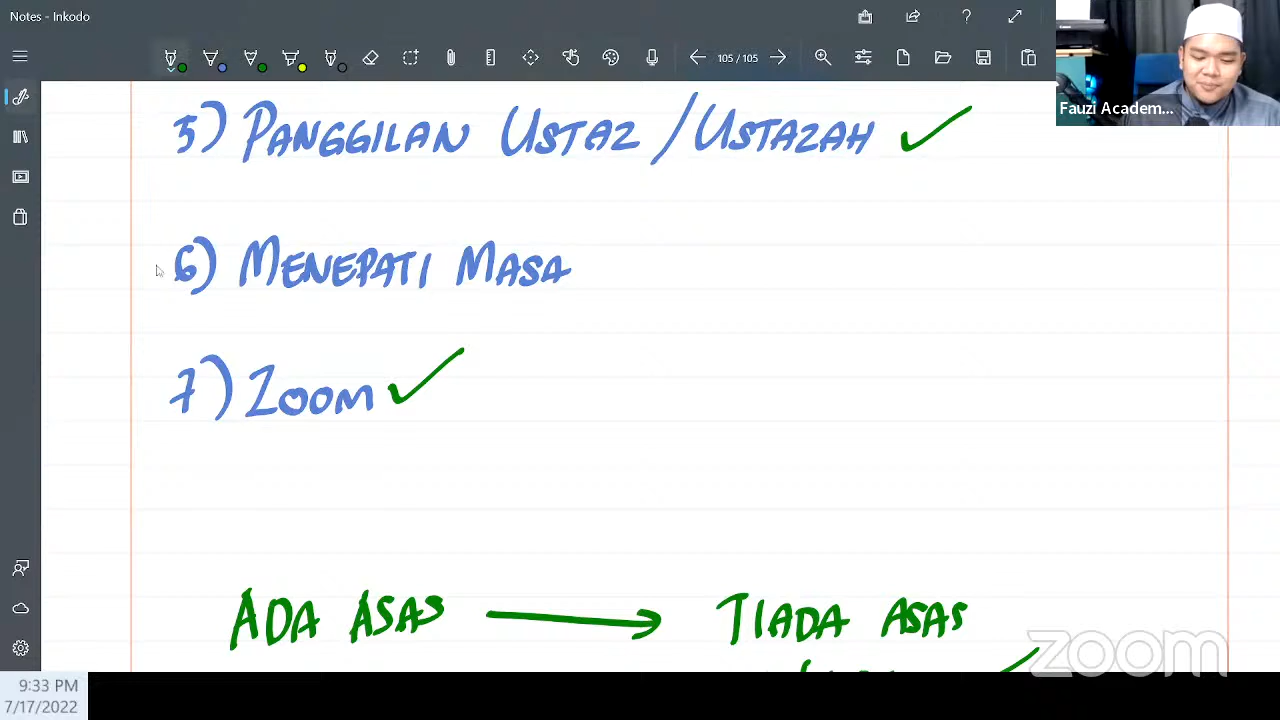 Notes - Inkodo
105 / 105
Fauzi Academ...
5) PANGGILAN USTAZ / USTAZAH ✓
6) MENEPATI MASA
7) ZOOM ✓
ADA ASAS → TIADA ASAS
zoom
9:33 PM
7/17/2022